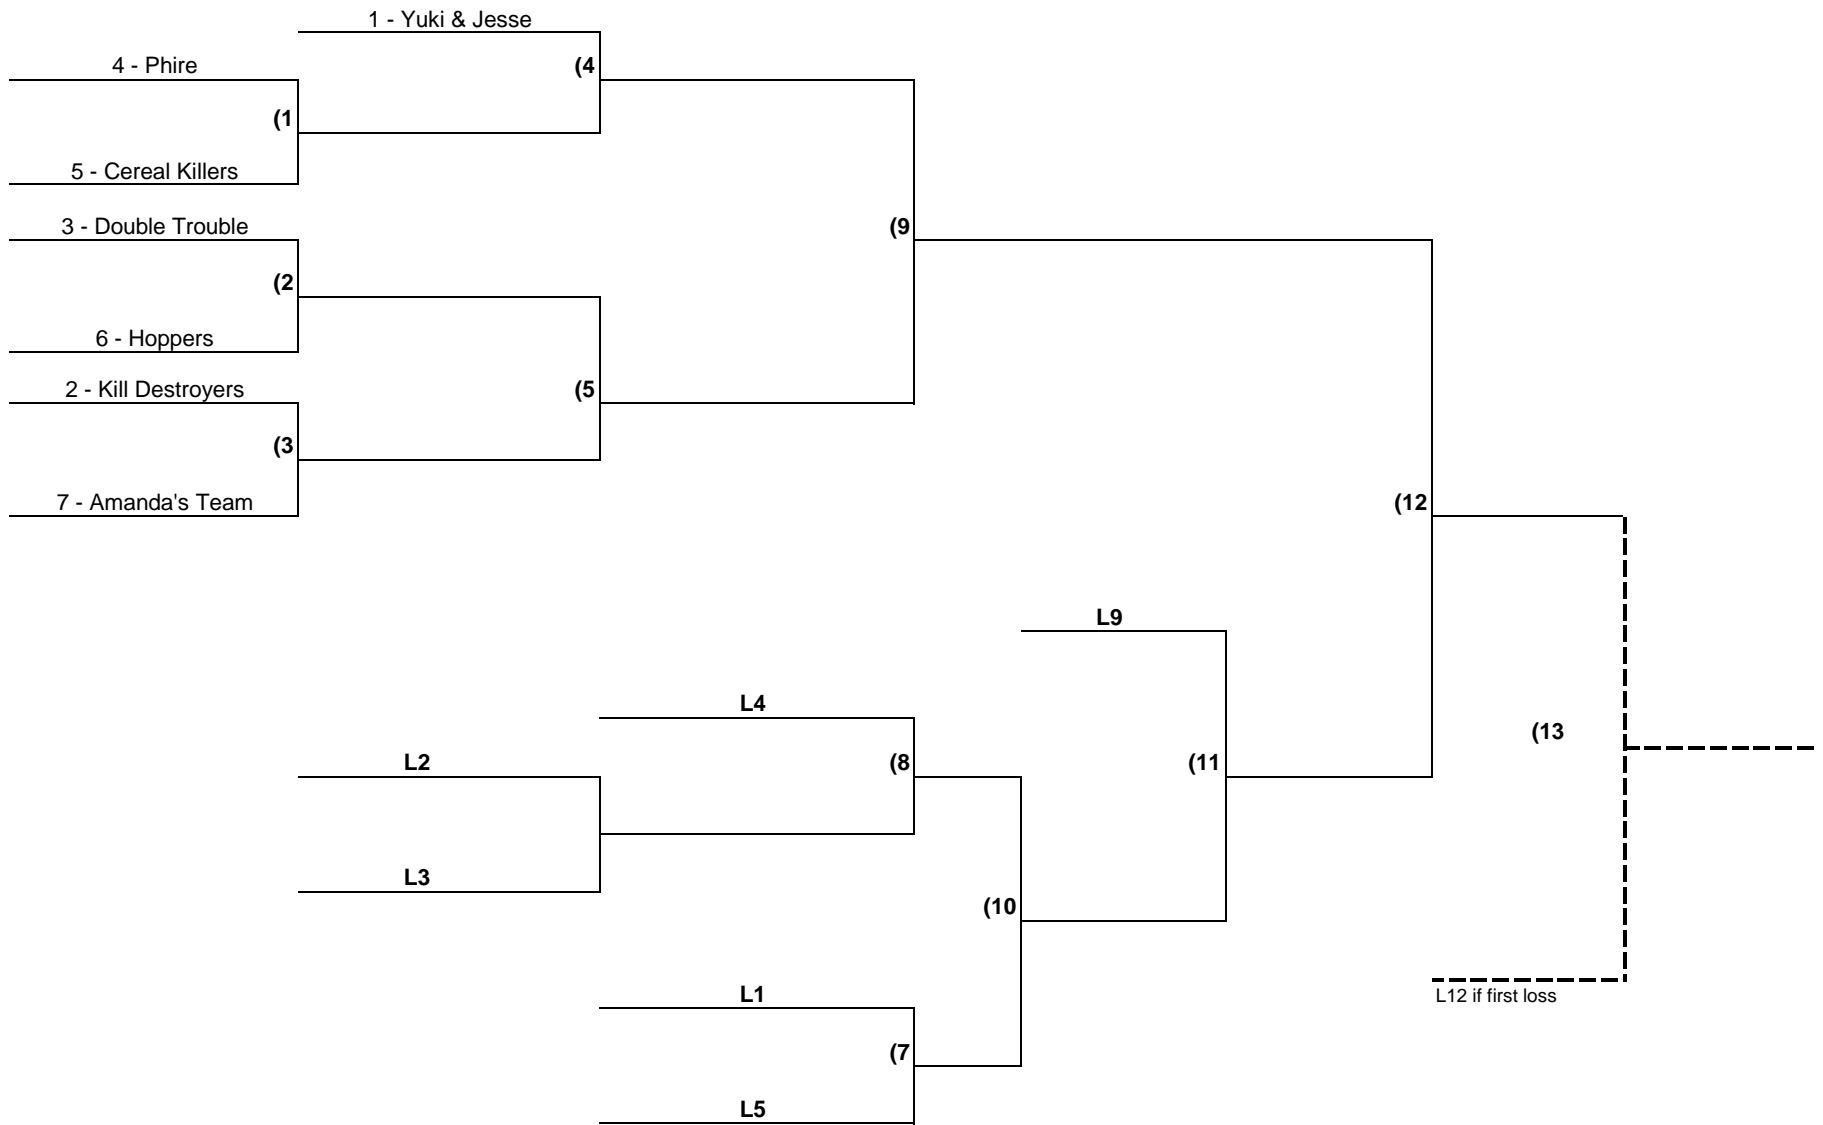 1 - Yuki & Jesse
4 - Phire
(4
(1
5 - Cereal Killers
3 - Double Trouble
(9
(2
6 - Hoppers
2 - Kill Destroyers
(5
(3
7 - Amanda's Team
(12
L9
L4
(13
L2
(8
(11
L3
(10
L12 if first loss
L1
(7
L5